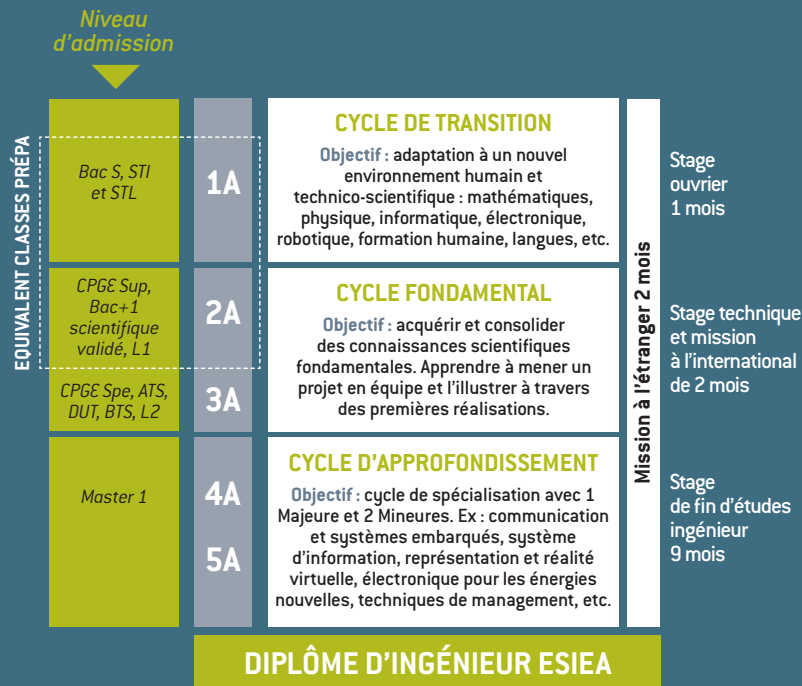 Niveau
d'admission
EQUIVALENT CLASSES PRÉPA
Bac S, STI
et STL
1A
CYCLE DE TRANSITION
Objectif : adaptation à un nouvel
environnement humain et
technico-scientifique : mathématiques,
physique, informatique, électronique,
robotique, formation humaine, langues, etc.
Stage
ouvrier
1 mois
CPGE Sup,
Bac+1
scientifique
validé, L1
2A
CYCLE FONDAMENTAL
Objectif : acquérir et consolider
des connaissances scientifiques
fondamentales. Apprendre à mener un
projet en équipe et l'illustrer à travers
des premières réalisations.
Stage technique
et mission
à l'international
de 2 mois
CPGE Spe, ATS,
DUT, BTS, L2
3A
Mission à l'étranger 2 mois
Master 1
4A
5A
CYCLE D'APPROFONDISSEMENT
Objectif : cycle de spécialisation avec 1
Majeure et 2 Mineures. Ex : communication
et systèmes embarqués, système
d'information, représentation et réalité
virtuelle, électronique pour les énergies
nouvelles, techniques de management, etc.
Stage
de fin d'études
ingénieur
9 mois
DIPLÔME D'INGÉNIEUR ESIEA